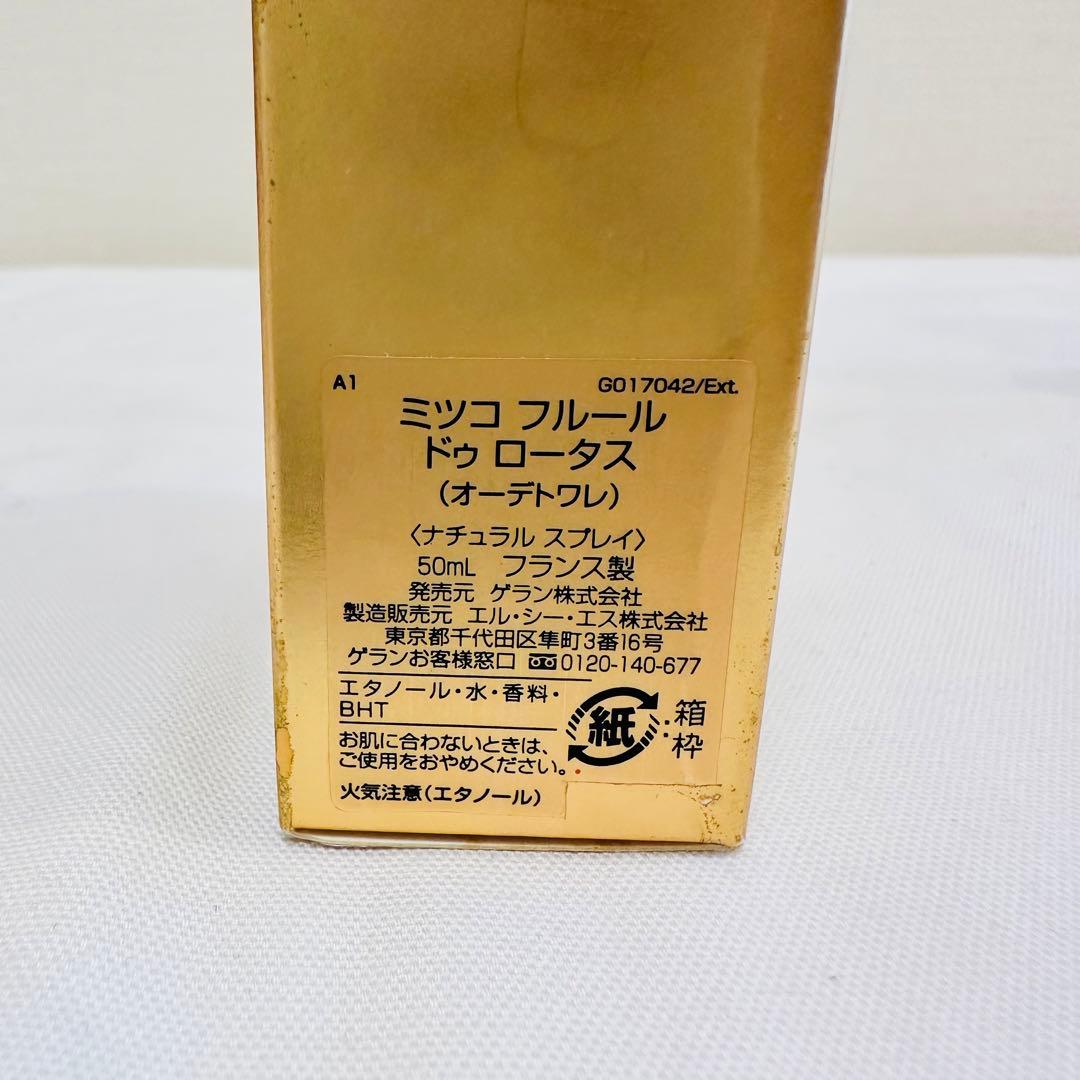 A1 G017042/Ext.
ミツコ フルール
ドゥ ロータス
(オーデトワレ)
〈ナチュラル スプレイ〉
50mL フランス製
発売元 ゲラン株式会社
製造販売元 エル・シー・エス株式会社
東京都千代田区隼町3番16号
ゲランお客様窓口 0120-140-677
エタノール・水・香料・
BHT
お肌に合わないときは、
ご使用をおやめください。
火気注意(エタノール)
紙:箱
枠